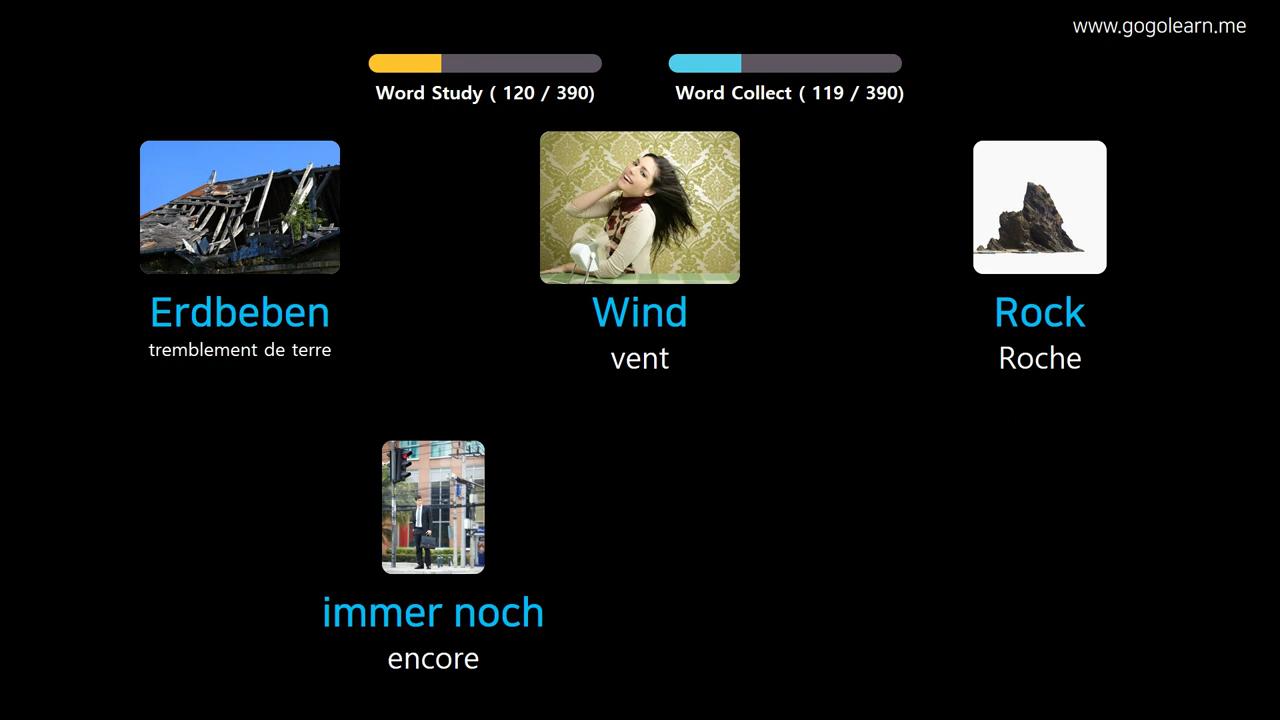 www.gogolearn.me
Word Study ( 120 / 390)
Word Collect ( 119 / 390)
Erdbeben
tremblement de terre
Wind
vent
Rock
Roche
immer noch
encore